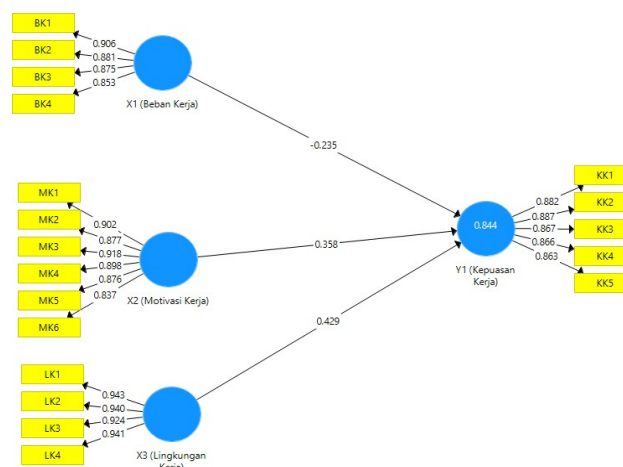 BK1
BK2
BK3
BK4
0.906
0.881
0.875
0.853
X1 (Beban Kerja)
-0.235
MK1
MK2
MK3
MK4
MK5
MK6
0.902
0.877
0.918
0.898
0.876
0.837
X2 (Motivasi Kerja)
0.358
LK1
LK2
LK3
LK4
0.943
0.940
0.924
0.941
X3 (Lingkungan
Kerja)
0.429
0.844
Y1 (Kepuasan
Kerja)
0.882
0.887
0.867
0.866
0.863
KK1
KK2
KK3
KK4
KK5